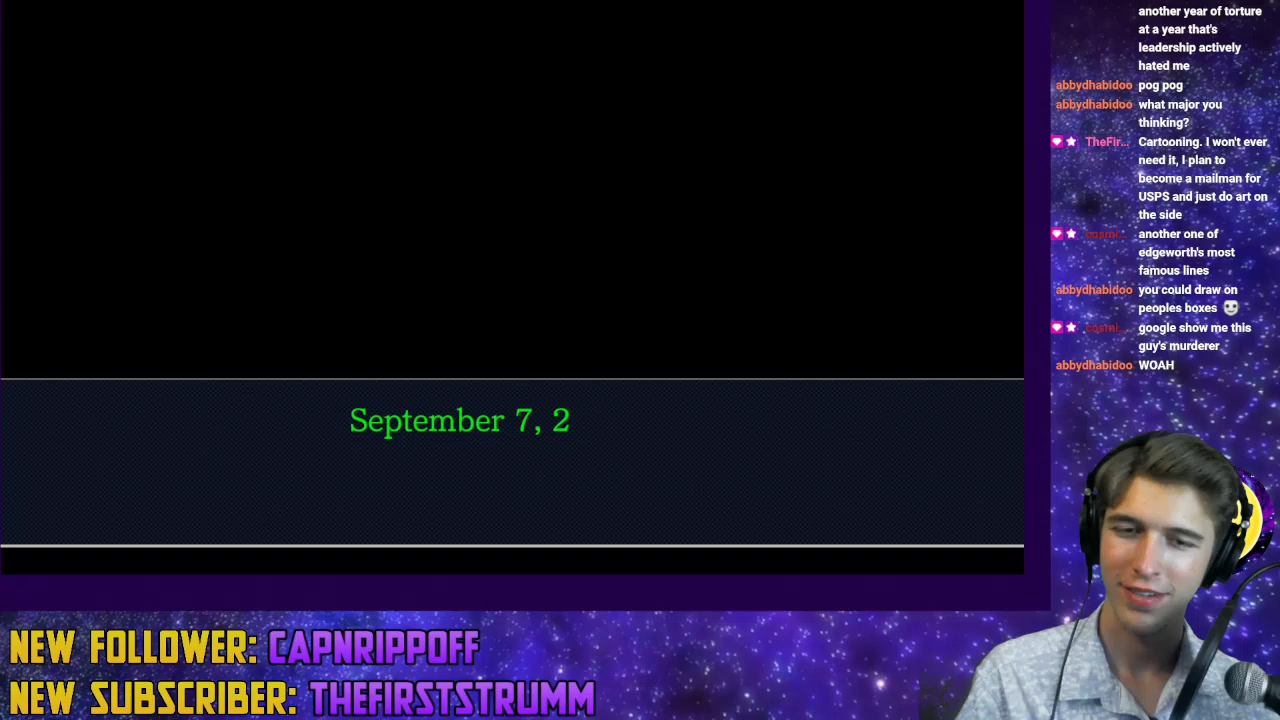 another year of torture
at a year that's
leadership actively
hated me
abbydhabidoo pog pog
abbydhabidoo what major you
thinking?
TheFir... Cartooning. I won't ever
need it, I plan to
become a mailman for
USPS and just do art on
the side
cosmi... another one of
edgeworth's most
famous lines
abbydhabidoo you could draw on
peoples boxes
cosmi... google show me this
guy's murderer
abbydhabidoo WOAH
September 7, 2
NEW FOLLOWER: CAPNRIPPOFF
NEW SUBSCRIBER: THEFIRSTSTRUMM